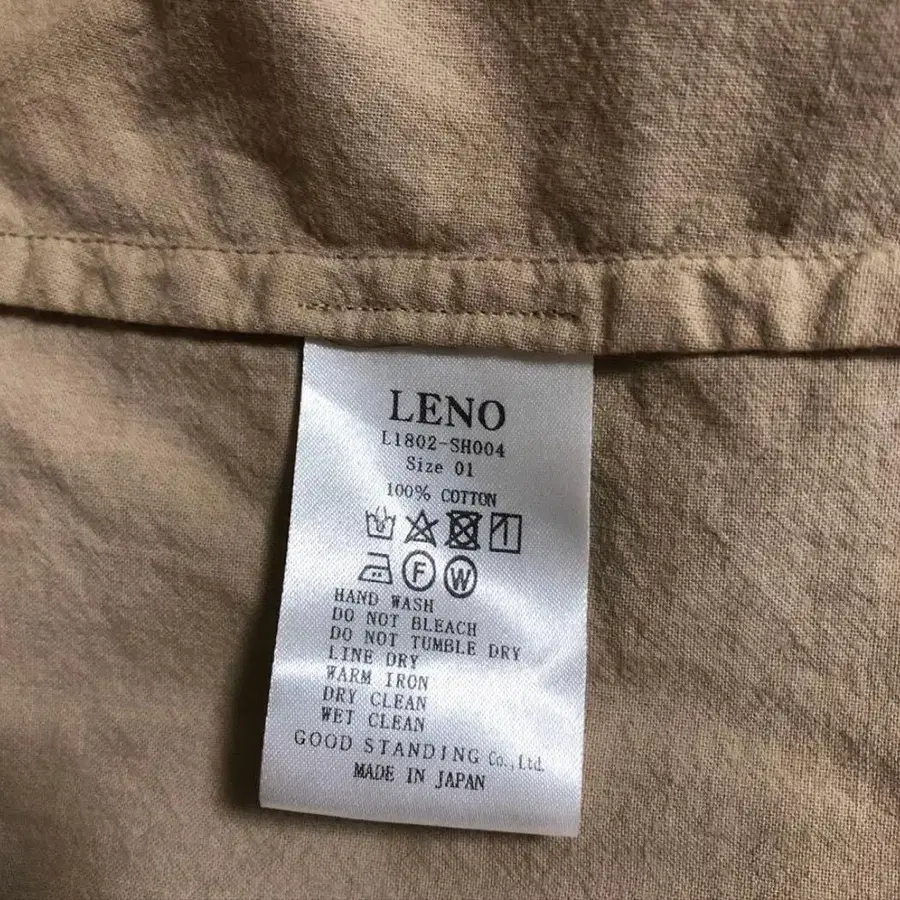 LENO
L1802-SH004
Size 01
100% COTTON
F W
HAND WASH
DO NOT BLEACH
DO NOT TUMBLE DRY
LINE DRY
WARM IRON
DRY CLEAN
WET CLEAN
GOOD STANDING Co.,Ltd.
MADE IN JAPAN